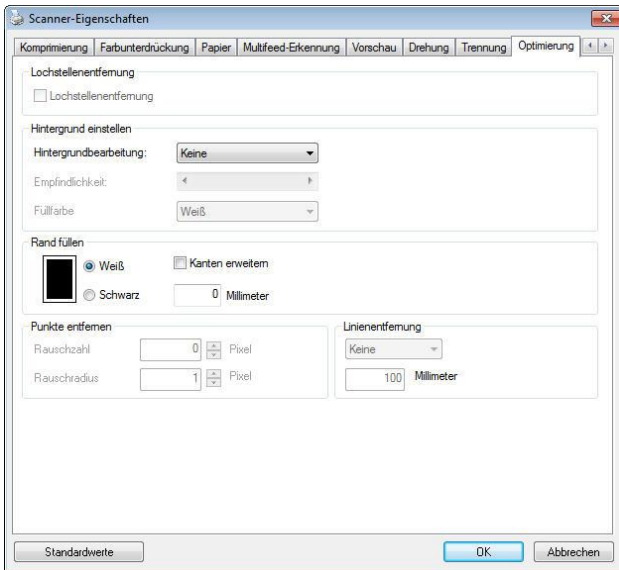 Scanner-Eigenschaften
Komprimierung Farbunterdrückung Papier Multifeed-Erkennung Vorschau Drehung Trennung Optimierung
Lochstellenentfernung
Lochstellenentfernung
Hintergrund einstellen
Hintergrundbearbeitung: Keine
Empfindlichkeit:
Füllfarbe Weiß
Rand füllen
Weiß Kanten erweitern
Schwarz 0 Millimeter
Punkte entfernen Linienentfernung
Rauschzahl 0 Pixel Keine
Rauschradius 1 Pixel 100 Millimeter
Standardwerte OK Abbrechen